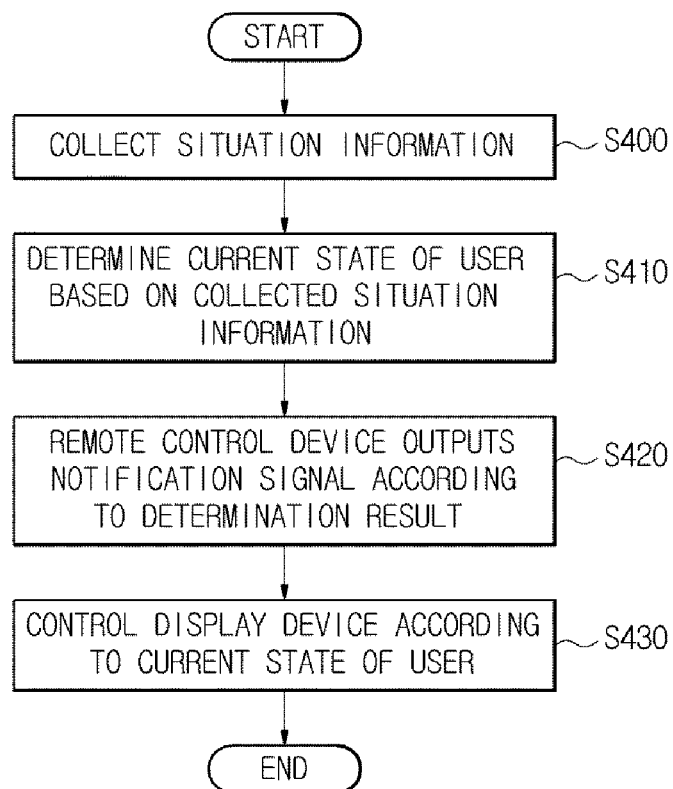 START
COLLECT SITUATION INFORMATION
S400
DETERMINE CURRENT STATE OF USER
BASED ON COLLECTED SITUATION
INFORMATION
S410
REMOTE CONTROL DEVICE OUTPUTS
NOTIFICATION SIGNAL ACCORDING
TO DETERMINATION RESULT
S420
CONTROL DISPLAY DEVICE ACCORDING
TO CURRENT STATE OF USER
S430
END